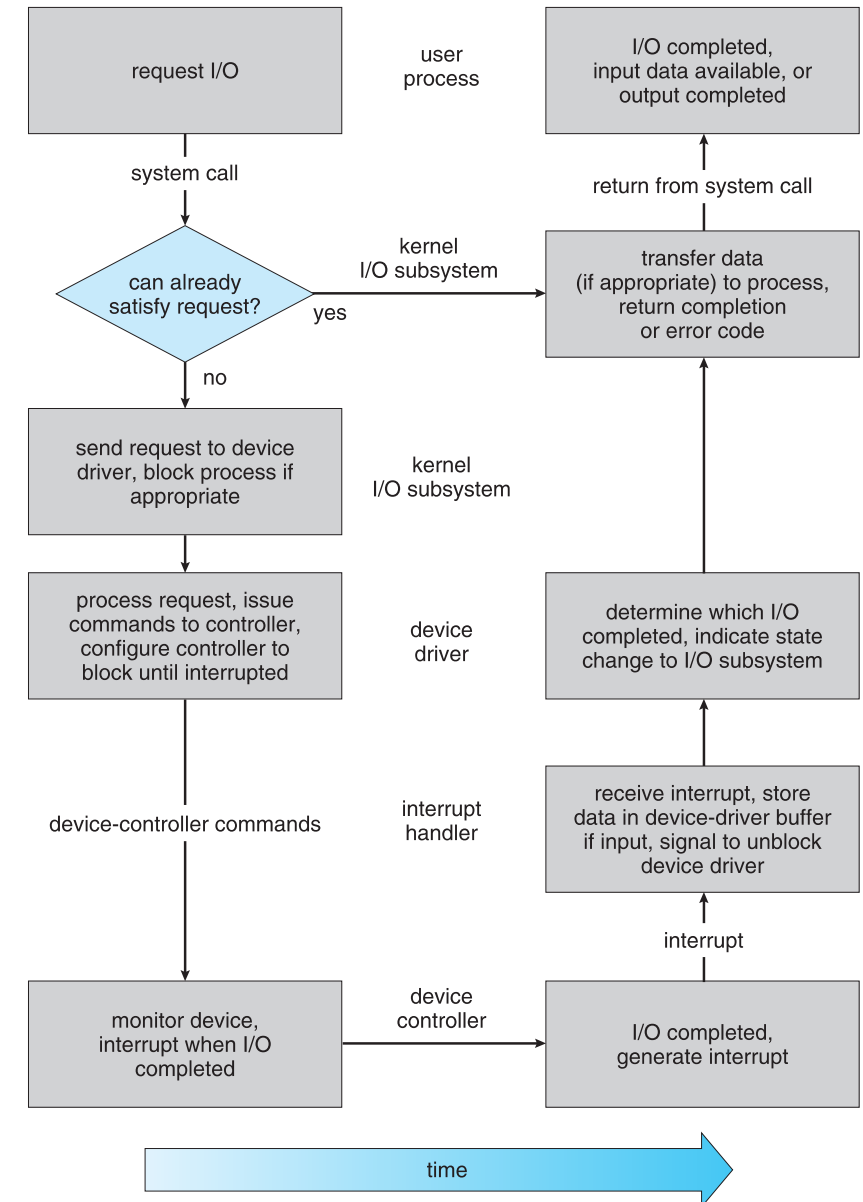 request I/O
user
process
I/O completed,
input data available, or
output completed
system call
return from system call
can already
satisfy request?
kernel
I/O subsystem
yes
transfer data
(if appropriate) to process,
return completion
or error code
no
send request to device
driver, block process if
appropriate
kernel
I/O subsystem
process request, issue
commands to controller,
configure controller to
block until interrupted
device
driver
determine which I/O
completed, indicate state
change to I/O subsystem
device-controller commands
interrupt
handler
receive interrupt, store
data in device-driver buffer
if input, signal to unblock
device driver
interrupt
monitor device,
interrupt when I/O
completed
device
controller
I/O completed,
generate interrupt
time